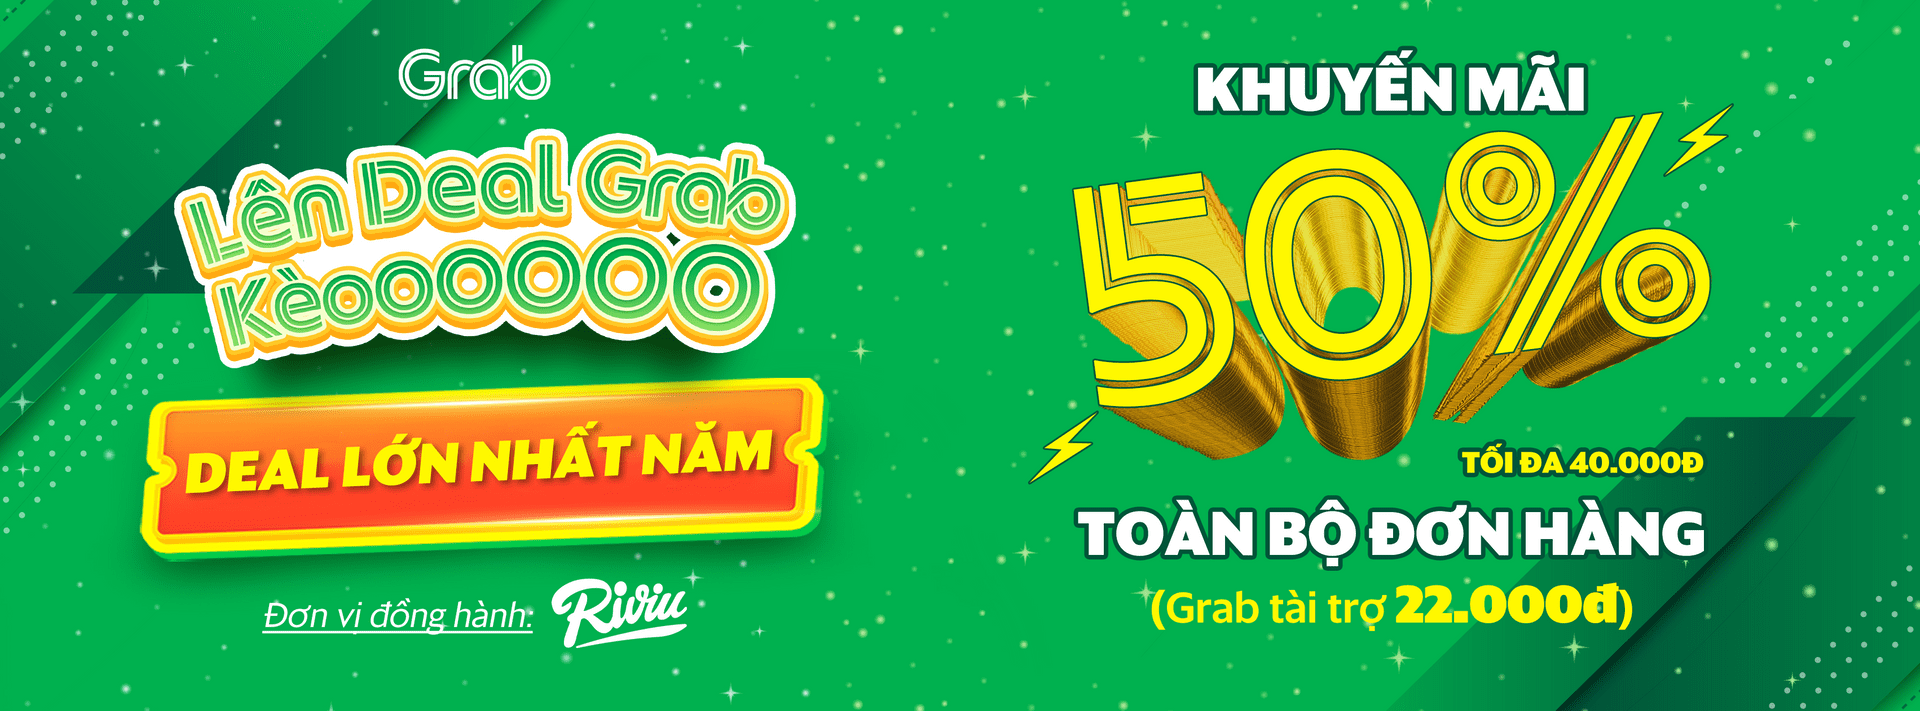 Grab
Lên Deal Grab
Kèooooooo
DEAL LỚN NHẤT NĂM
Đơn vị đồng hành: Riviu
KHUYẾN MÃI
50%
TỐI ĐA 40.000Đ
TOÀN BỘ ĐƠN HÀNG
(Grab tài trợ 22.000đ)